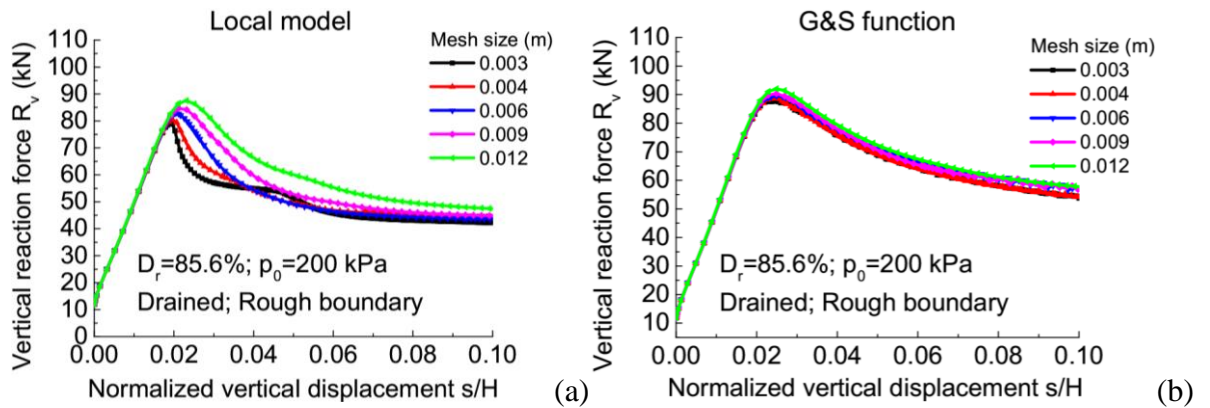 Local model
Vertical reaction force R_v (kN)
110
100
90
80
70
60
50
40
30
20
10
0
Mesh size (m)
0.003
0.004
0.006
0.009
0.012
D_r=85.6%; p_0=200 kPa
Drained; Rough boundary
0.00 0.02 0.04 0.06 0.08 0.10
Normalized vertical displacement s/H
(a)
G&S function
Vertical reaction force R_v (kN)
110
100
90
80
70
60
50
40
30
20
10
Mesh size (m)
0.003
0.004
0.006
0.009
0.012
D_r=85.6%; p_0=200 kPa
Drained; Rough boundary
0.00 0.02 0.04 0.06 0.08 0.10
Normalized vertical displacement s/H
(b)